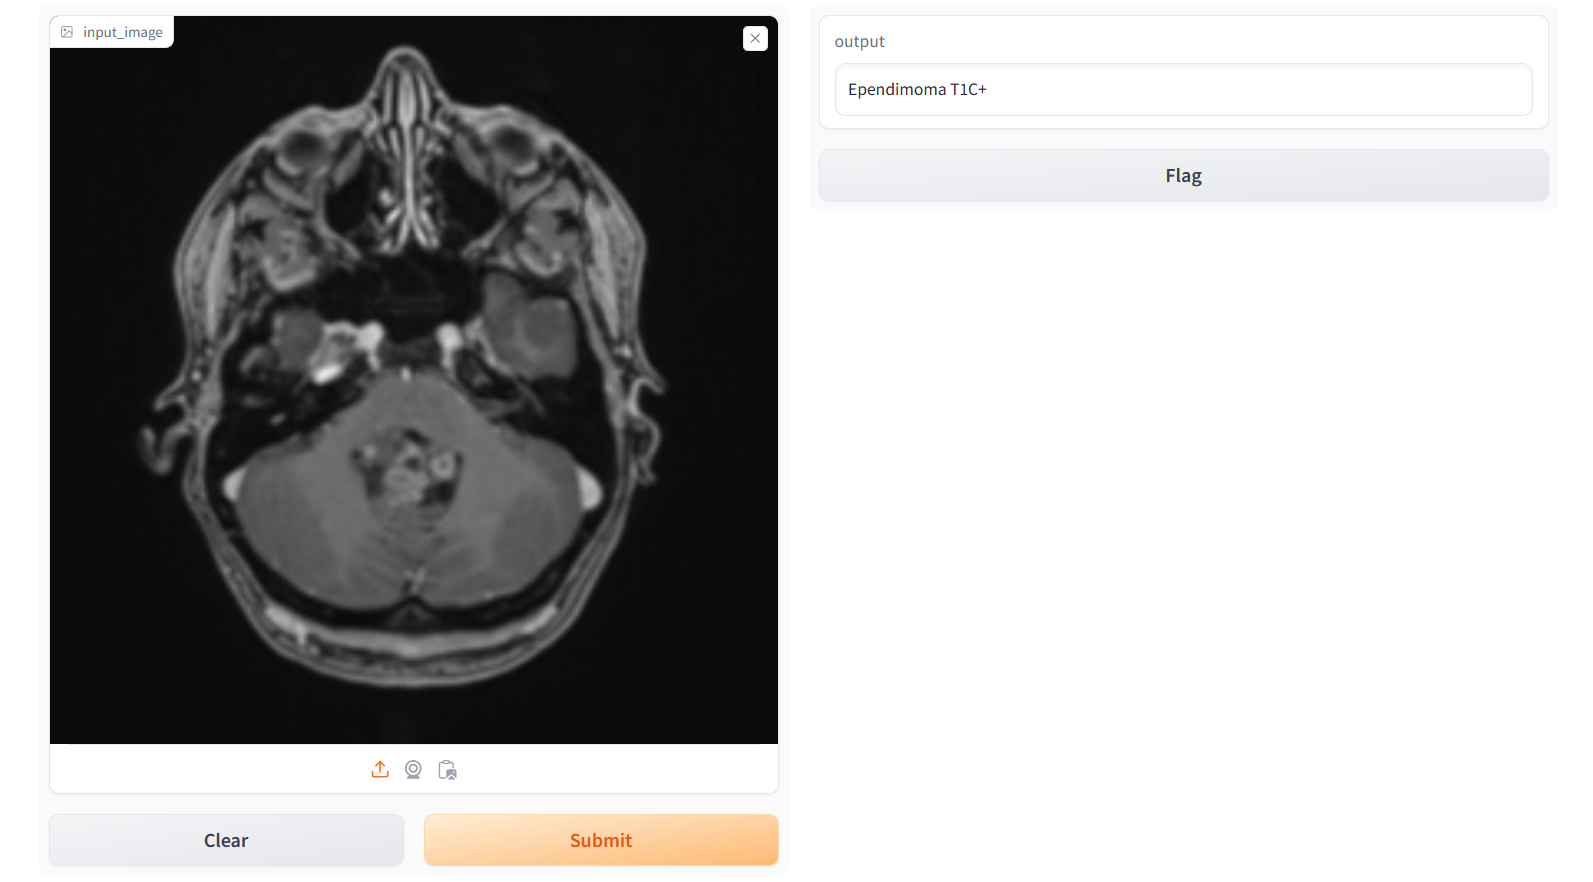 input_image
output
Ependimoma T1C+
Flag
Clear
Submit